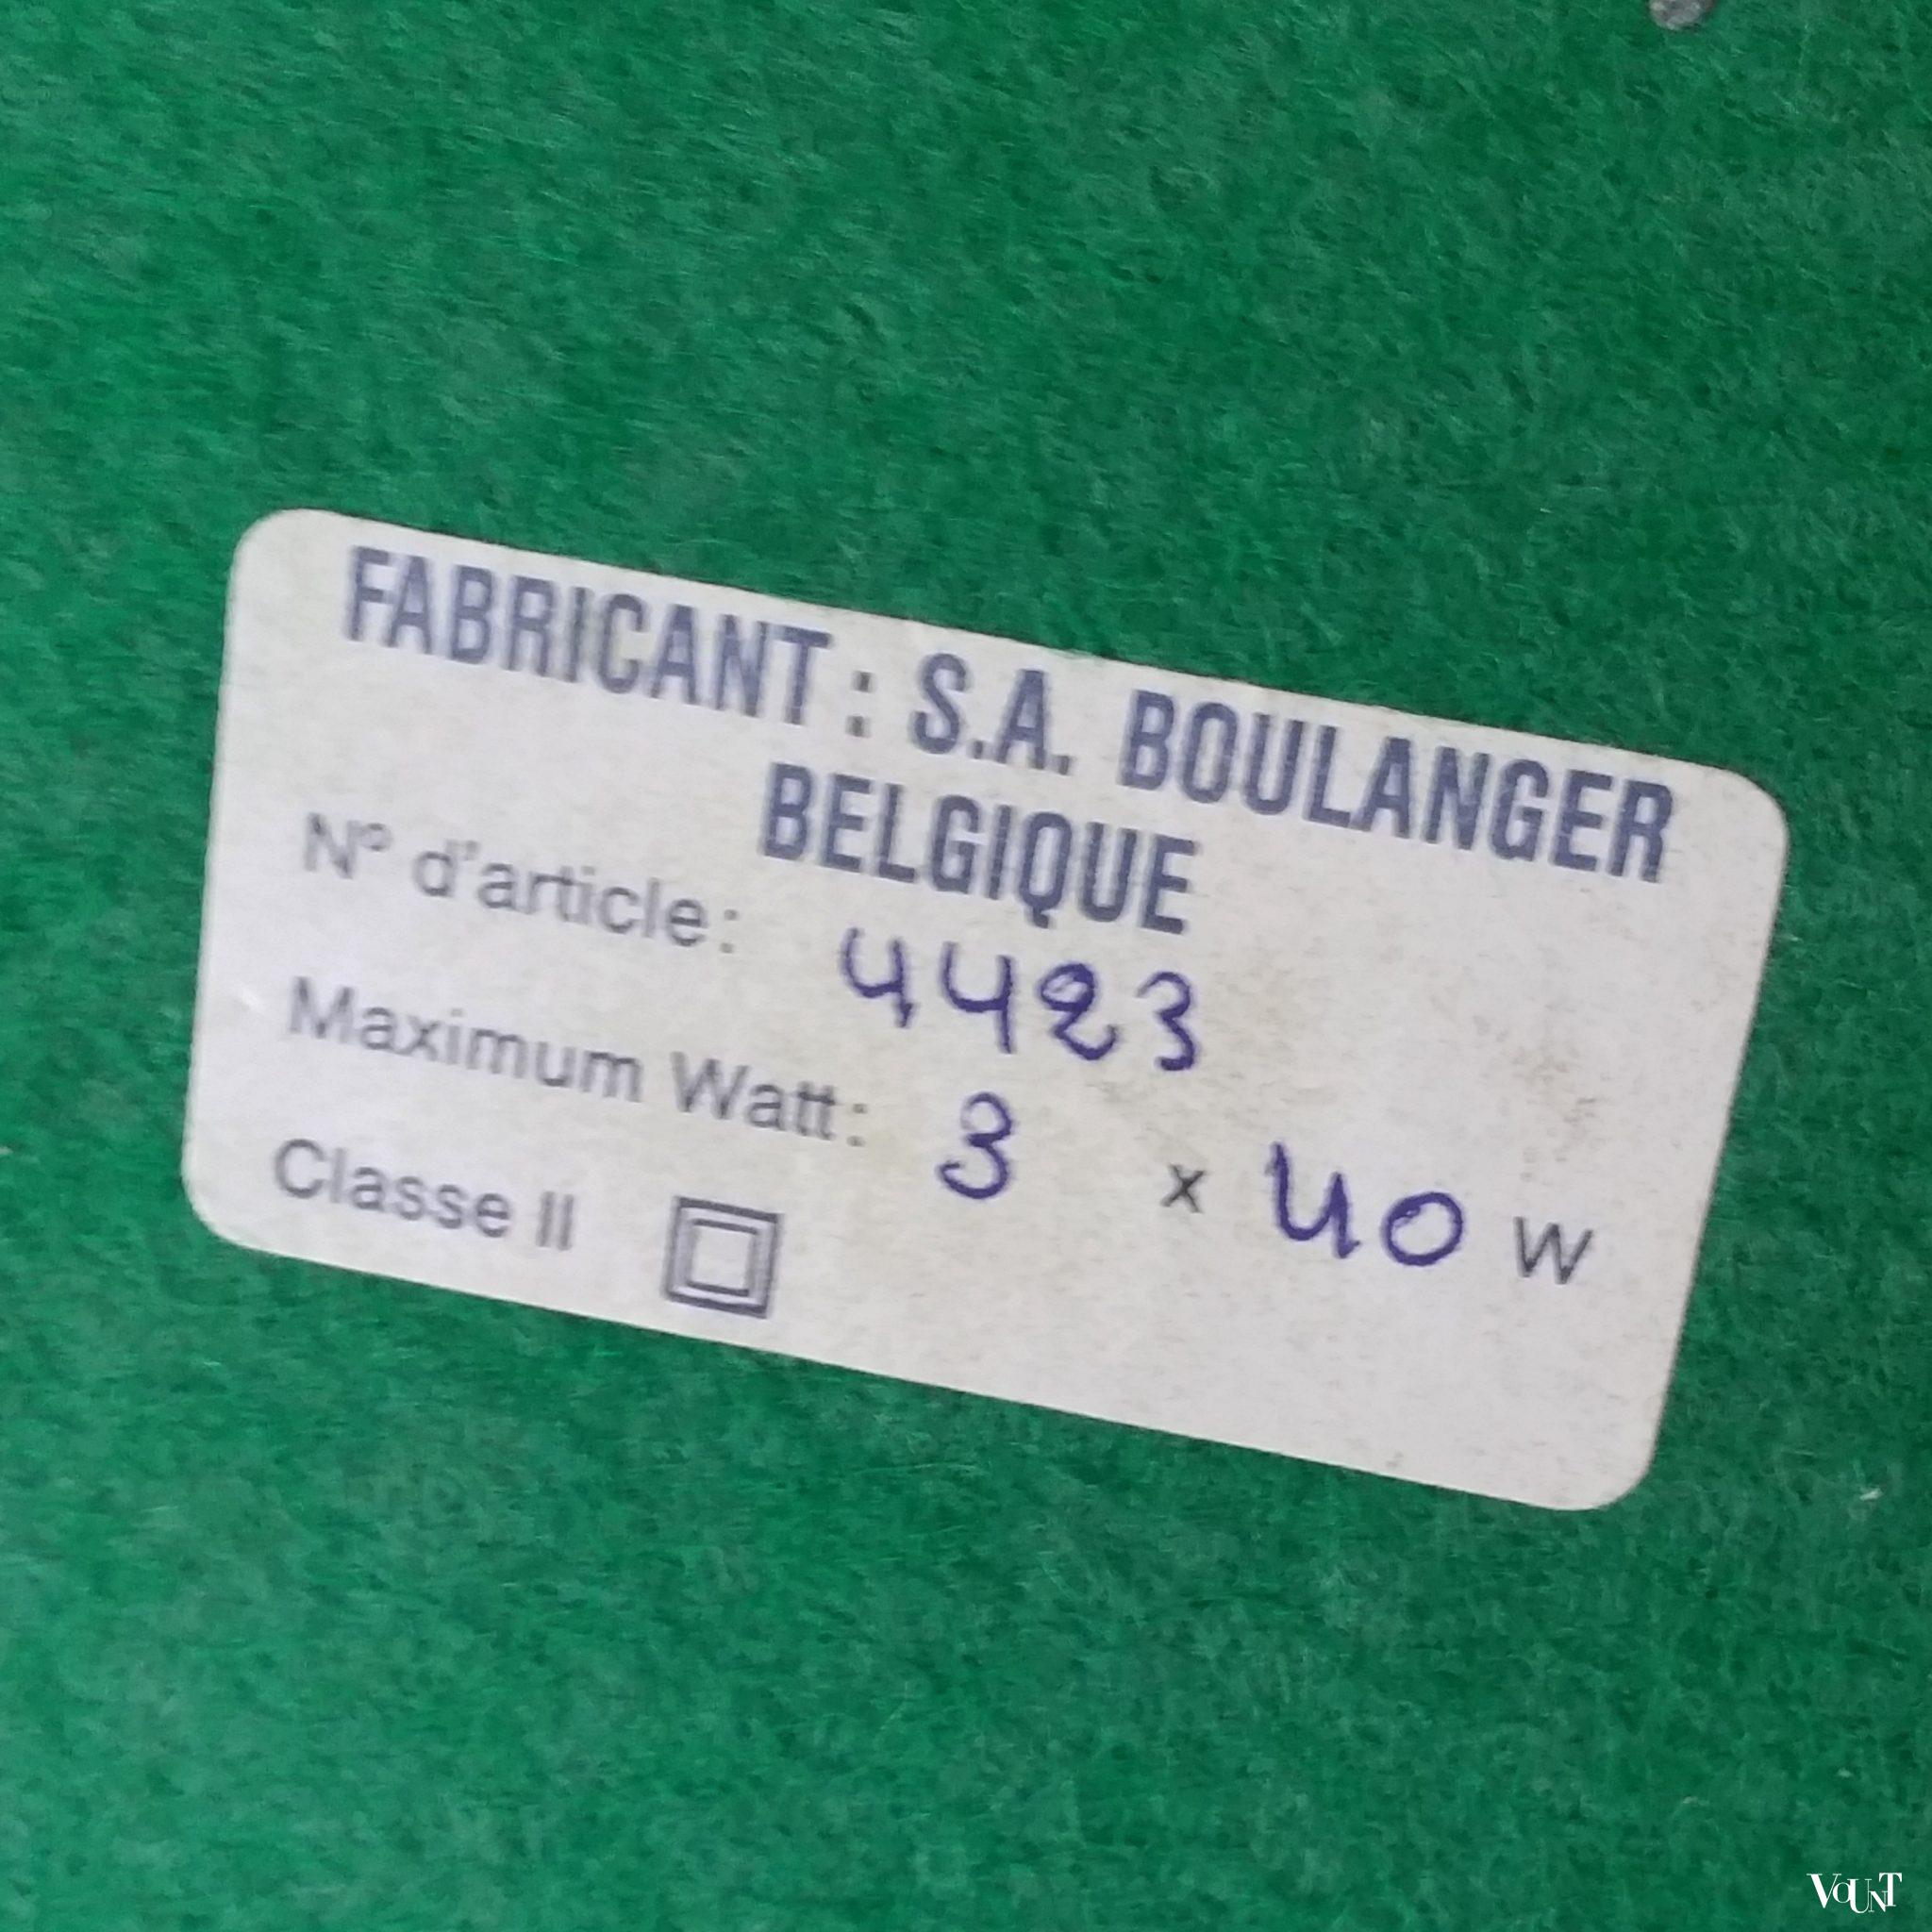 FABRICANT : S.A. BOULANGER
BELGIQUE
N° d'article: 4423
Maximum Watt: 3 x 40 W
Classe II
VOUNT